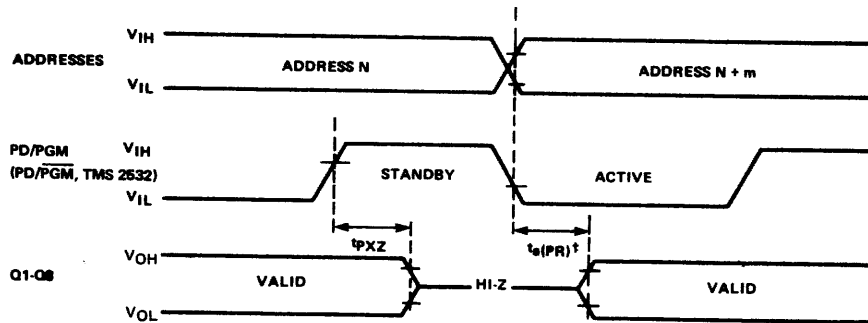 VIH
ADDRESSES
ADDRESS N
ADDRESS N + m
VIL
PD/PGM
(PD/PGM, TMS 2532)
VIH
STANDBY
ACTIVE
VIL
tPXZ
ta(PR)†
VOH
Q1-Q8
VALID
HI-Z
VALID
VOL